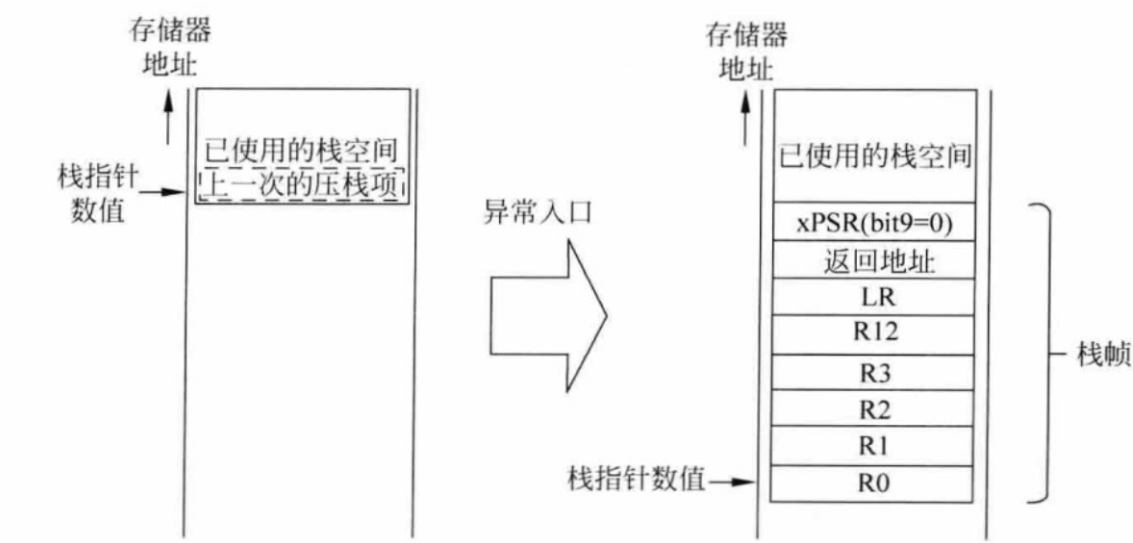 存储器
地址
已使用的栈空间
上一次的压栈项
栈指针
数值
异常入口
存储器
地址
已使用的栈空间
xPSR(bit9=0)
返回地址
LR
R12
R3
R2
R1
R0
栈指针数值
栈帧